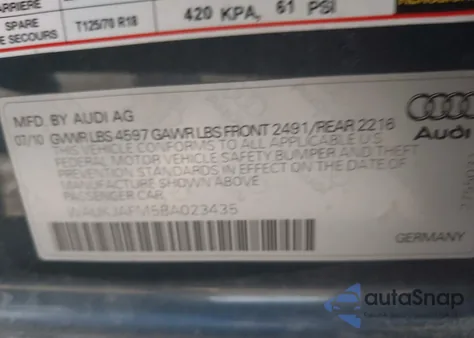 ARRIÈRE
SPARE T125/70 R18 420 KPA, 61 PSI
DE SECOURS
MFD. BY AUDI AG
07/10 GVWR LBS 4597 GAWR LBS FRONT 2491/REAR 2216
THIS VEHICLE CONFORMS TO ALL APPLICABLE U.S.
FEDERAL MOTOR VEHICLE SAFETY, BUMPER AND THEFT
PREVENTION STANDARDS IN EFFECT ON THE DATE OF
MANUFACTURE SHOWN ABOVE
PASSENGER CAR
Audi
GERMANY
autoSnap